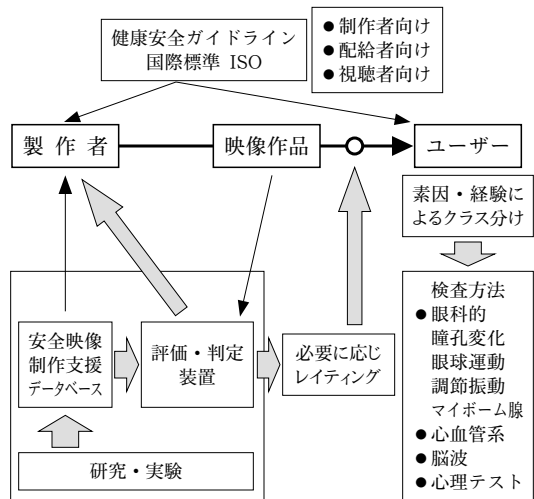 健康安全ガイドライン
国際標準 ISO
●制作者向け
●配給者向け
●視聴者向け
製作者
映像作品
ユーザー
素因・経験に
よるクラス分け
安全映像
制作支援
データベース
評価・判定
装置
必要に応じ
レイティング
研究・実験
検査方法
●眼科的
瞳孔変化
眼球運動
調節振動
マイボーム腺
●心血管系
●脳波
●心理テスト